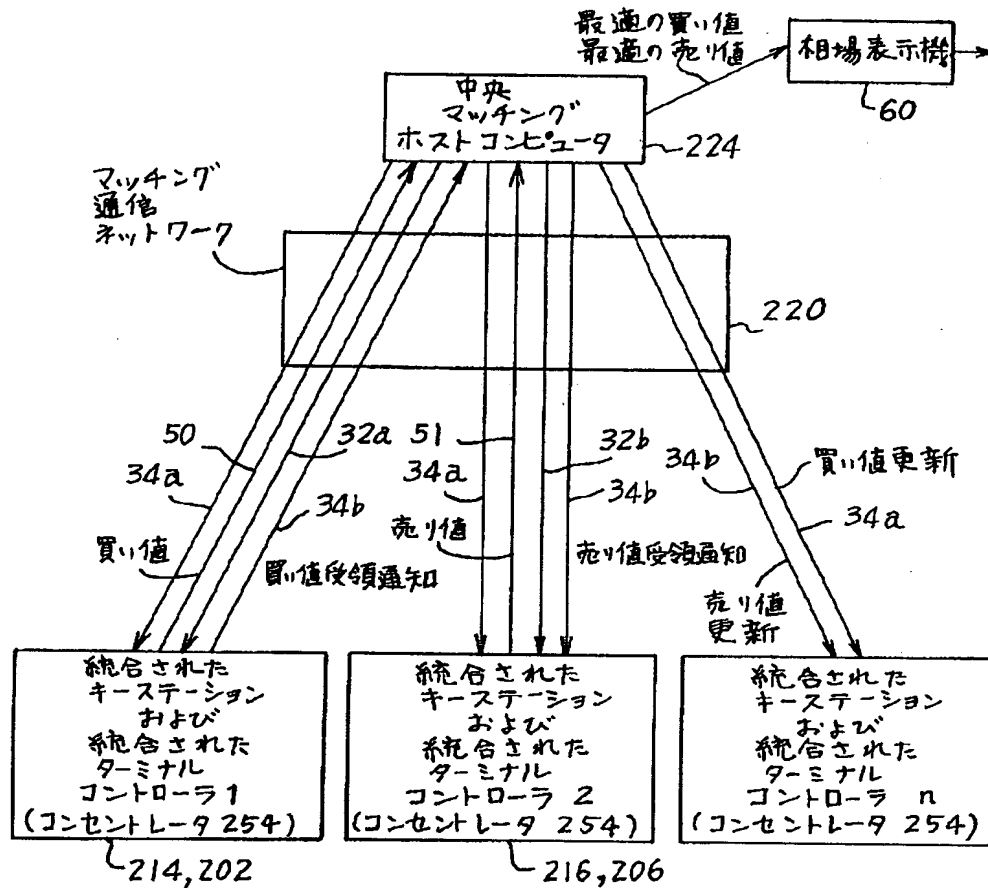 最適の買い値
最適の売り値
相場表示機
60
中央
マッチング
ホストコンピュータ
224
マッチング
通信
ネットワーク
220
50
34a
32a
34b
買い値
買い値受領通知
51
34a
売り値
32b
34b
売り値受領通知
34b
買い値更新
34a
売り値
更新
統合された
キーステーション
および
統合された
ターミナル
コントローラ 1
(コンセントレータ 254)
214,202
統合された
キーステーション
および
統合された
ターミナル
コントローラ 2
(コンセントレータ 254)
216,206
統合された
キーステーション
および
統合された
ターミナル
コントローラ n
(コンセントレータ 254)